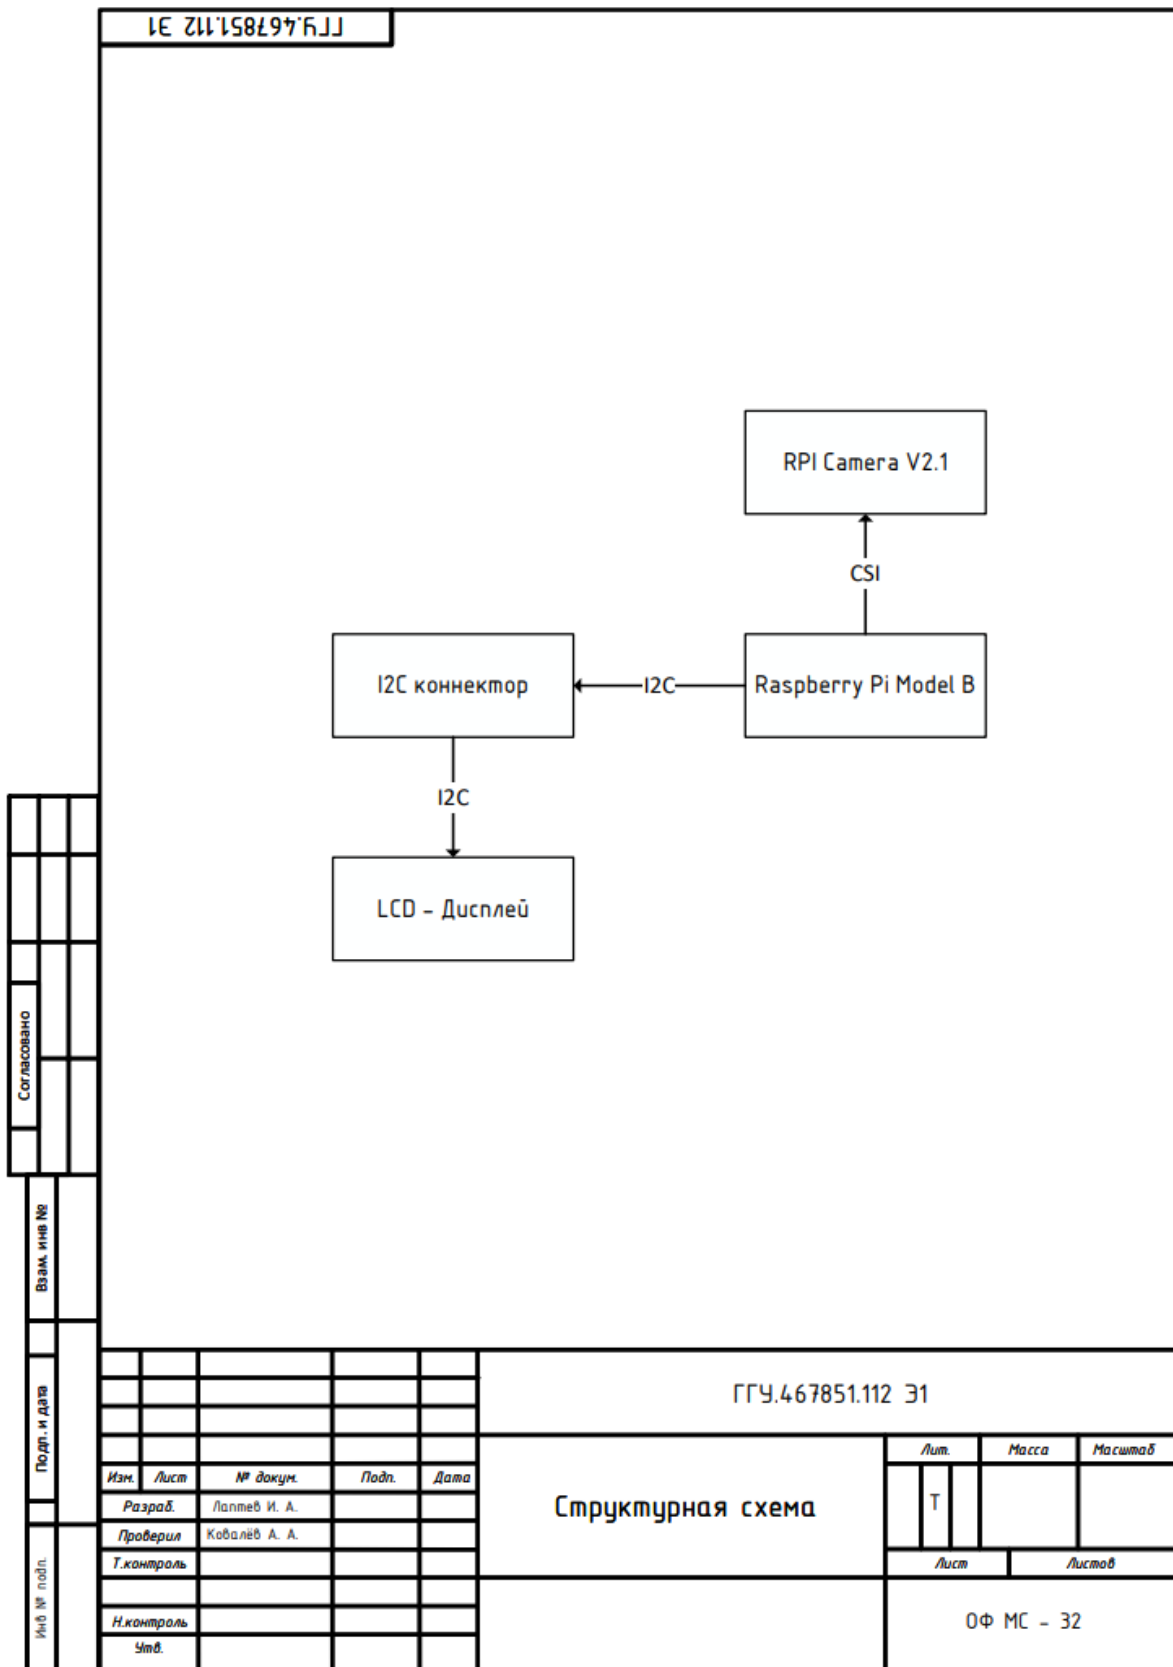 ГГУ.467851.112 Э1
RPI Camera V2.1
CSI
I2C коннектор
I2C
Raspberry Pi Model B
I2C
LCD - Дисплей
Согласовано
Взам. инв №
Подп. и дата
Инв № подл.
ГГУ.467851.112 Э1
Изм. Лист № докум. Подп. Дата
Разраб. Лаптев И. А.
Проверил Ковалёв А. А.
Т.контроль
Н.контроль
Утв.
Структурная схема
Лит. Масса Масштаб
Т
Лист Листов
ОФ МС - 32